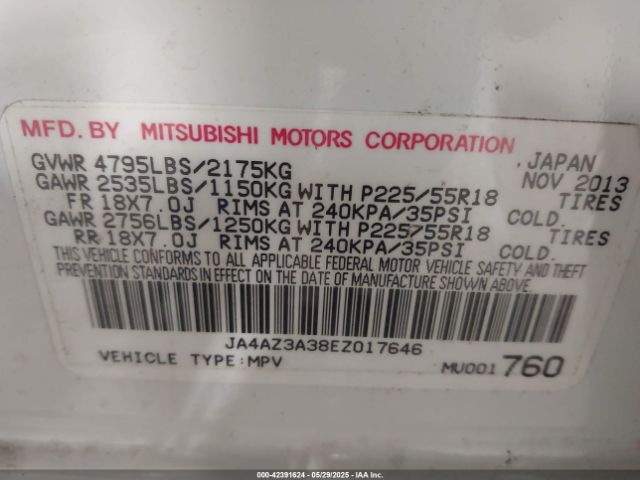 MFD. BY MITSUBISHI MOTORS CORPORATION
GVWR 4795LBS/2175KG JAPAN
GAWR 2535LBS/1150KG WITH P225/55R18 NOV 2013
FR 18X7.0J RIMS AT 240KPA/35PSI COLD. TIRES
GAWR 2756LBS/1250KG WITH P225/55R18
RR 18X7.0J RIMS AT 240KPA/35PSI COLD. TIRES
THIS VEHICLE CONFORMS TO ALL APPLICABLE FEDERAL MOTOR VEHICLE SAFETY AND THEFT
PREVENTION STANDARDS IN EFFECT ON THE DATE OF MANUFACTURE SHOWN ABOVE.
JA4AZ3A38EZ017646
VEHICLE TYPE:MPV MU001 760
000-42391624 - 05/29/2025 - IAA Inc.